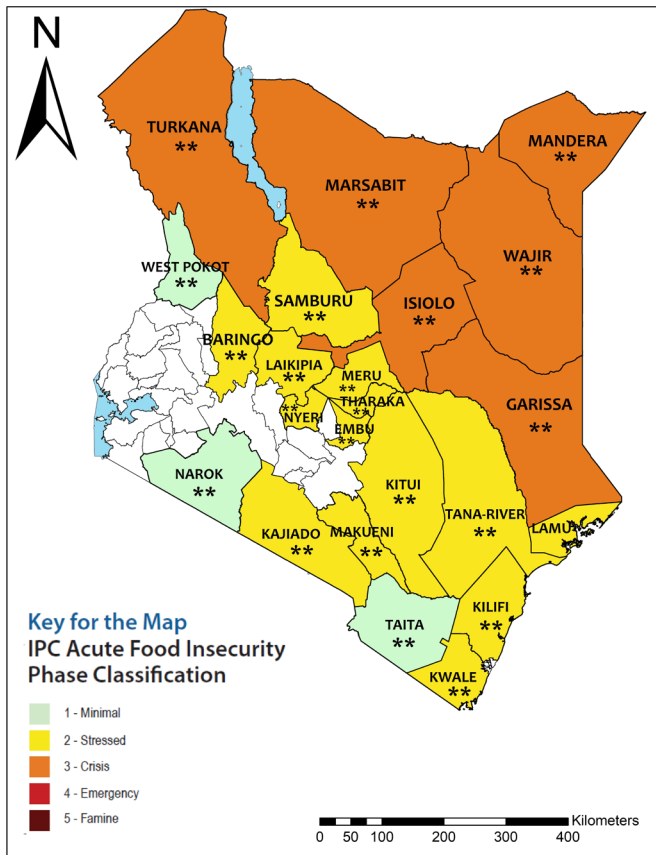 N
TURKANA
**
MANDERA
**
MARSABIT
**
WAJIR
**
WEST POKOT
**
SAMBURU
**
ISIOLO
**
BARINGO
**
LAIKIPIA
**
MERU
**
THARAKA
**
**
NYERI
EMBU
**
GARISSA
**
NAROK
**
KITUI
**
TANA-RIVER
**
LAMU
KAJIADO
**
MAKUENI
**
KILIFI
**
TAITA
**
KWALE
**
Key for the Map
IPC Acute Food Insecurity
Phase Classification
1 - Minimal
2 - Stressed
3 - Crisis
4 - Emergency
5 - Famine
Kilometers
0 50 100 200 300 400